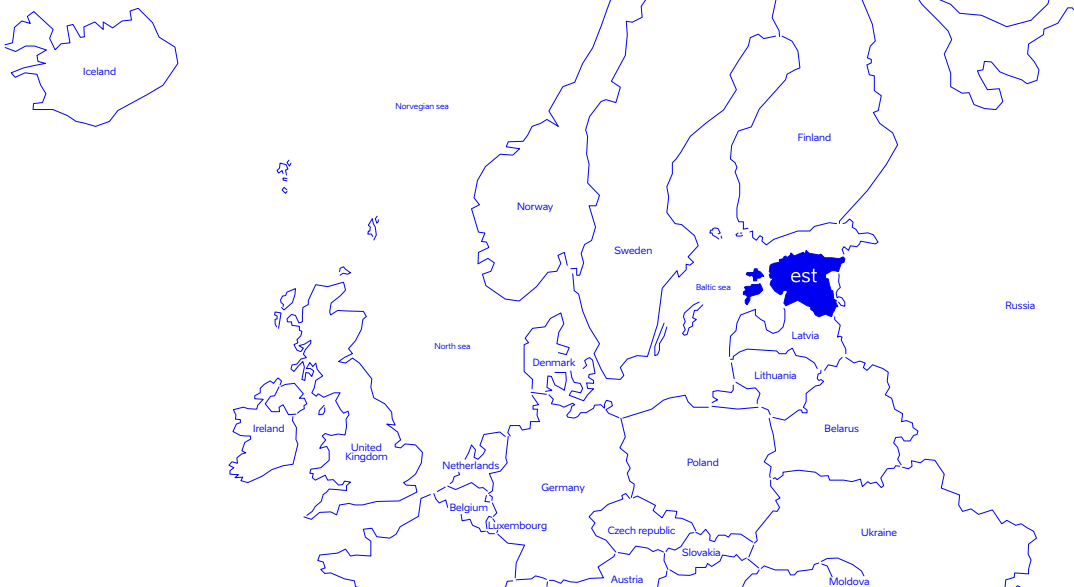 Iceland
Norvegian sea
Finland
Norway
Sweden
est
Baltic sea
Russia
Latvia
North sea
Denmark
Lithuania
Ireland
Belarus
United
Kingdom
Netherlands
Poland
Germany
Belgium
Luxembourg
Czech republic
Ukraine
Slovakia
Austria
Moldova